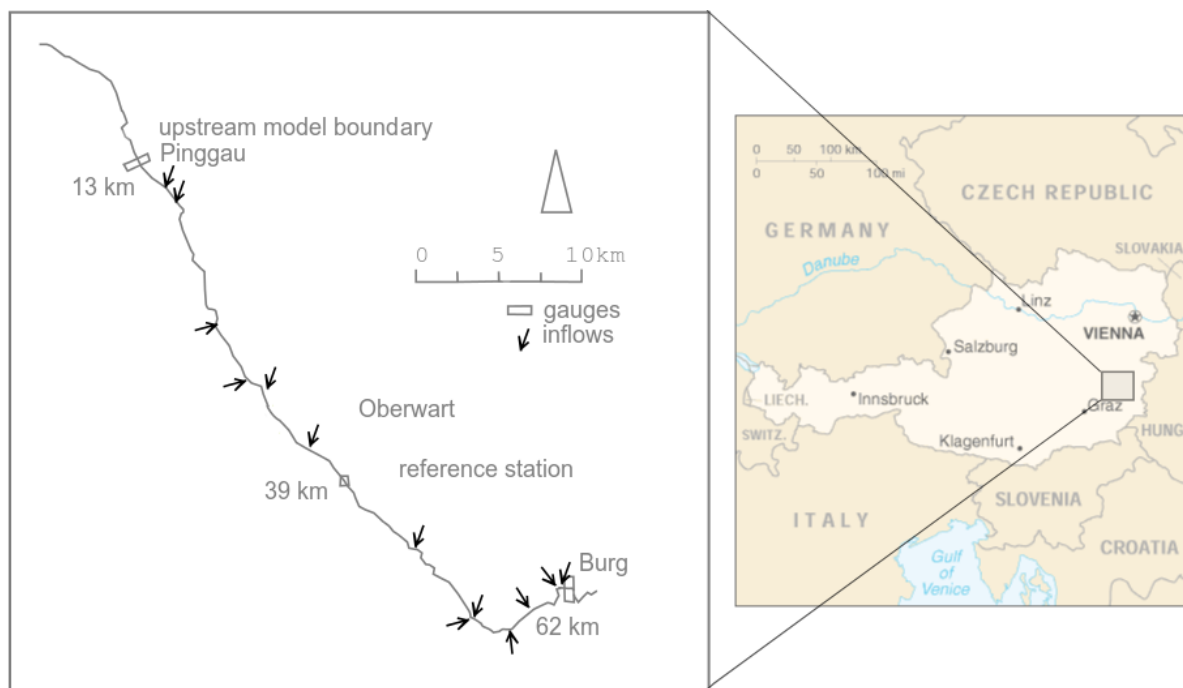 upstream model boundary
Pinggau
13 km
0 5 10km
gauges
inflows
Oberwart
reference station
39 km
Burg
62 km
0 50 100 km
0 50 100 mi
CZECH REPUBLIC
GERMANY
SLOVAKIA
Danube
Linz
VIENNA
Salzburg
LIECH.
Innsbruck
Graz
SWITZ.
Klagenfurt
HUNG
SLOVENIA
ITALY
CROATIA
Gulf
of
Venice